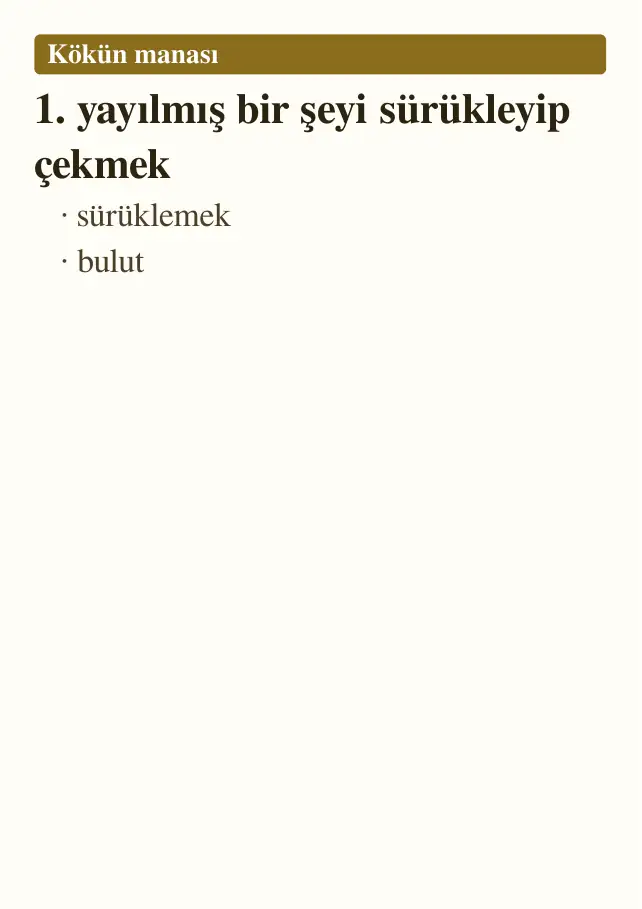 Kökün manası
1. yayılmış bir şeyi sürükleyip
çekmek
· sürüklemek
· bulut